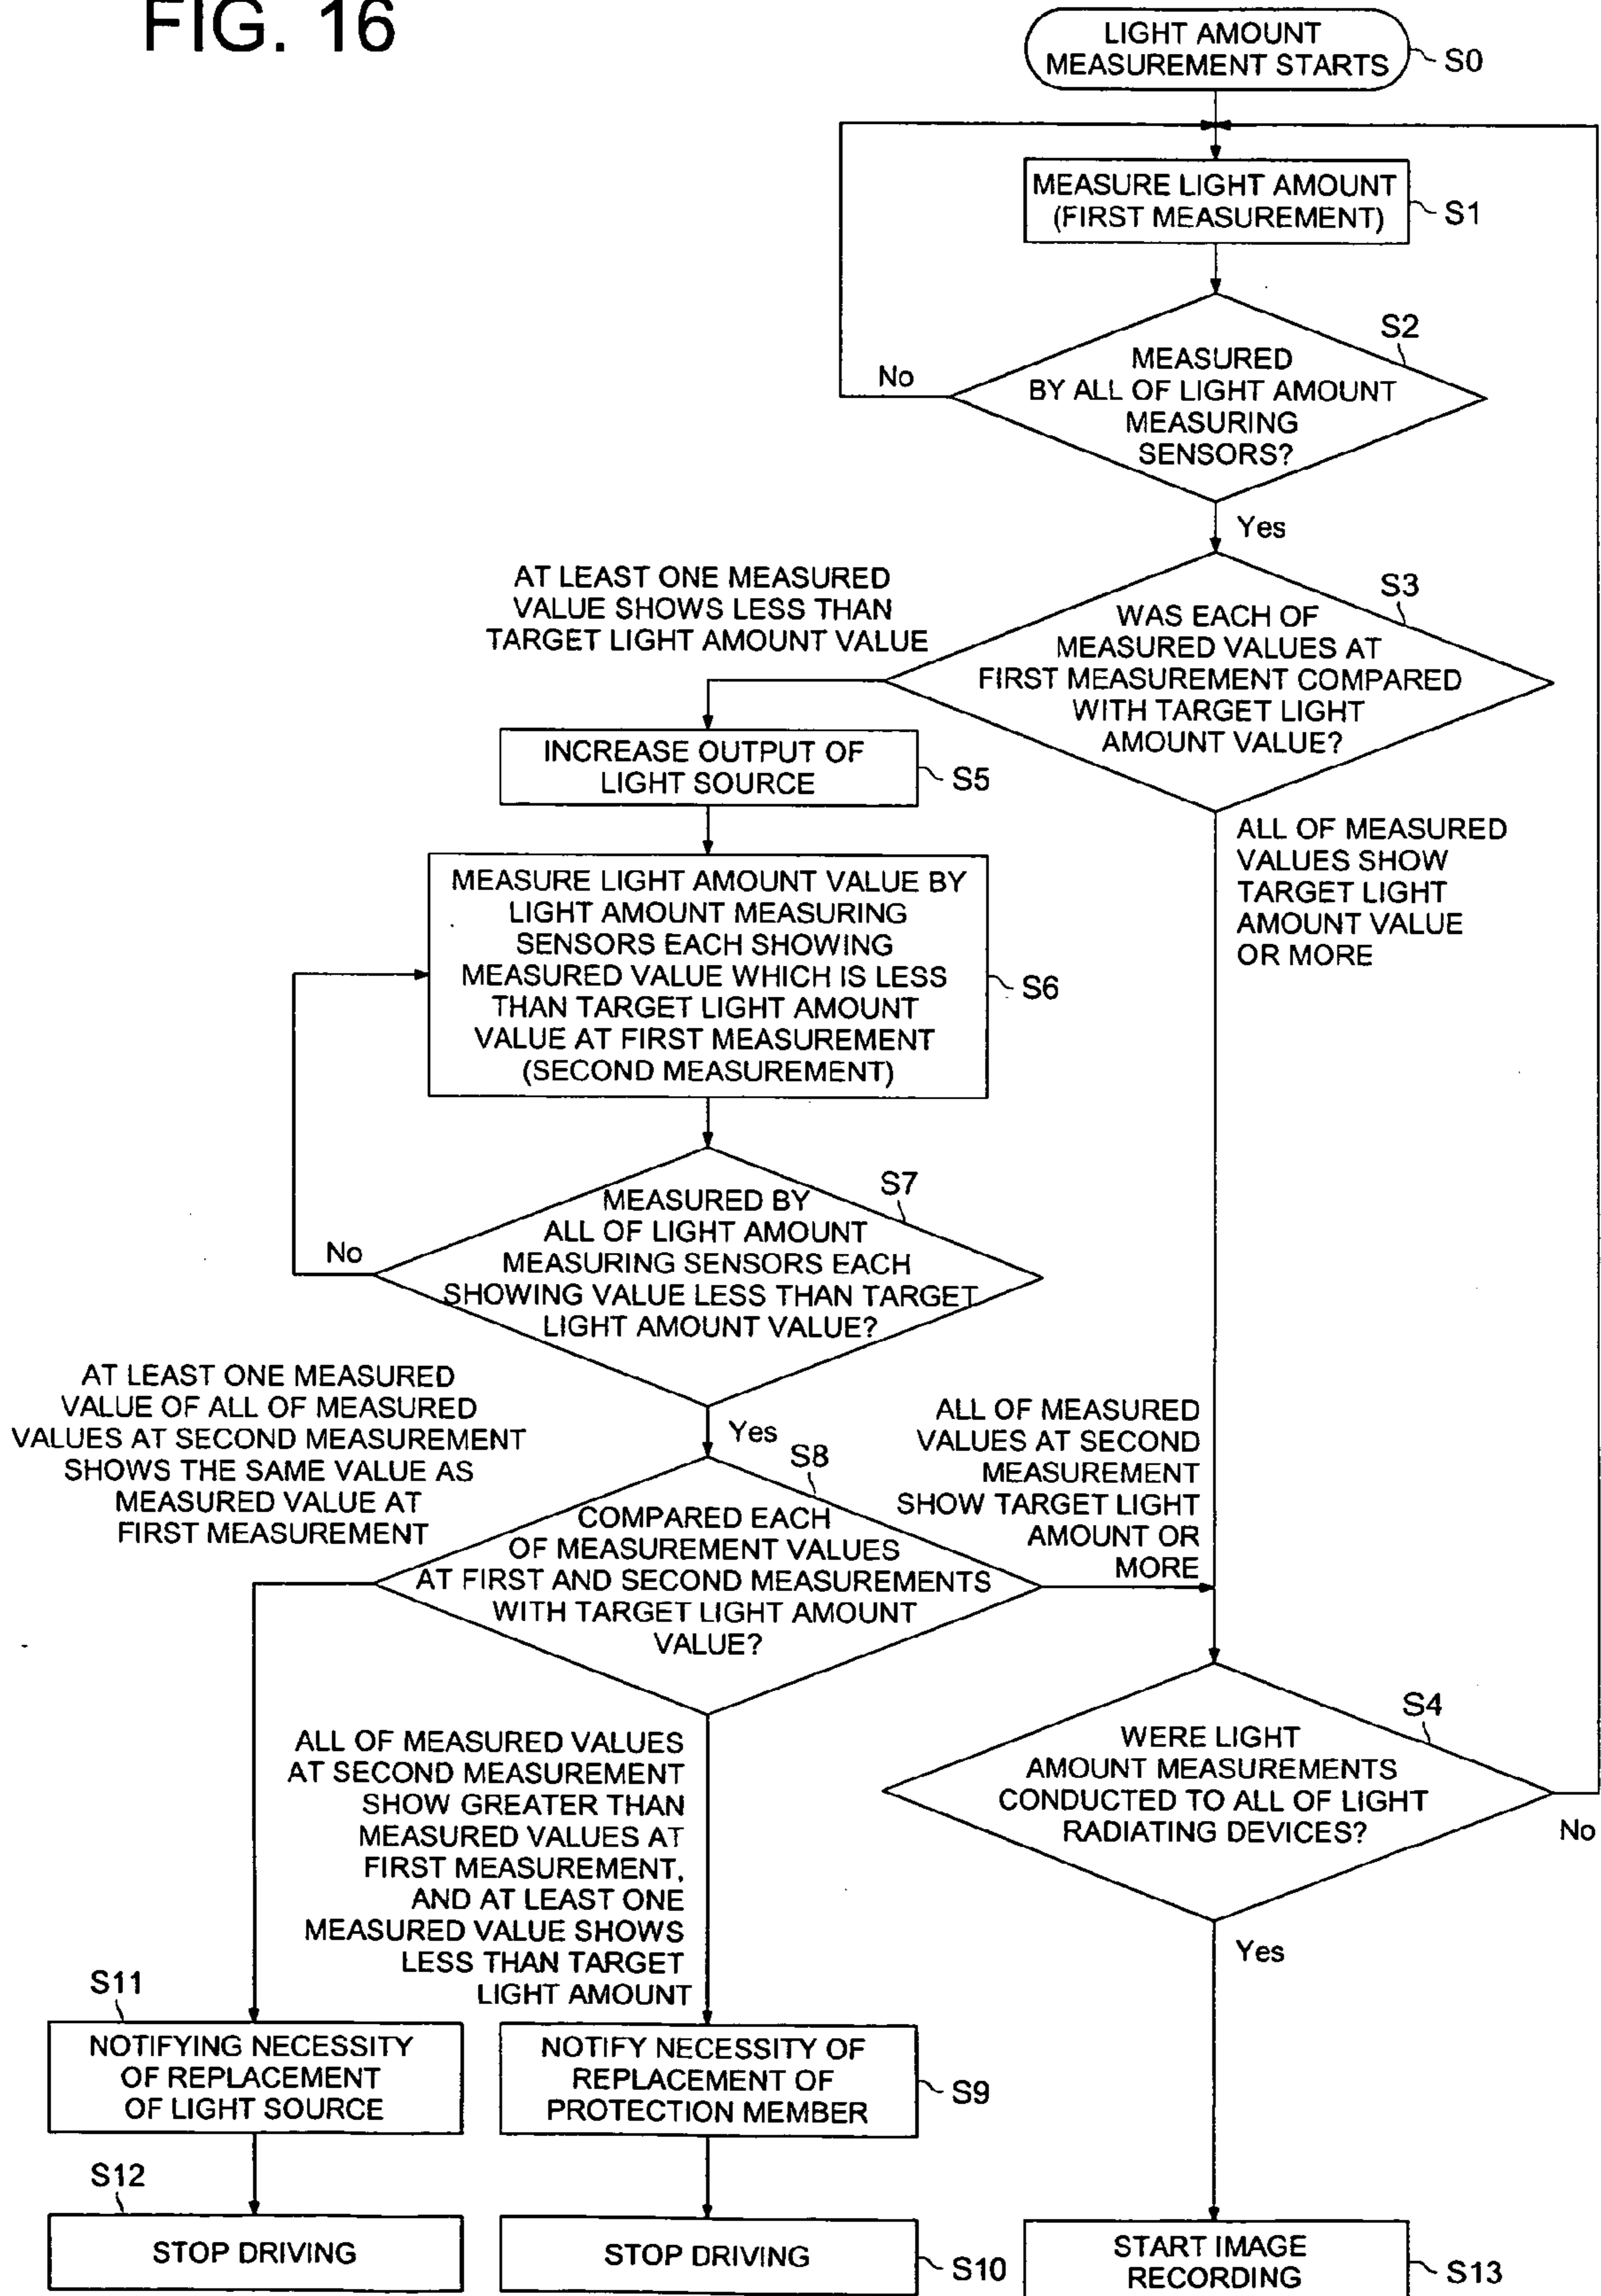 FIG. 16
LIGHT AMOUNT
MEASUREMENT STARTS
S0
MEASURE LIGHT AMOUNT
(FIRST MEASUREMENT)
S1
S2
MEASURED
BY ALL OF LIGHT AMOUNT
MEASURING
SENSORS?
No
Yes
S3
WAS EACH OF
MEASURED VALUES AT
FIRST MEASUREMENT COMPARED
WITH TARGET LIGHT
AMOUNT VALUE?
AT LEAST ONE MEASURED
VALUE SHOWS LESS THAN
TARGET LIGHT AMOUNT VALUE
INCREASE OUTPUT OF
LIGHT SOURCE
S5
ALL OF MEASURED
VALUES SHOW
TARGET LIGHT
AMOUNT VALUE
OR MORE
MEASURE LIGHT AMOUNT VALUE BY
LIGHT AMOUNT MEASURING
SENSORS EACH SHOWING
MEASURED VALUE WHICH IS LESS
THAN TARGET LIGHT AMOUNT
VALUE AT FIRST MEASUREMENT
(SECOND MEASUREMENT)
S6
S7
MEASURED BY
ALL OF LIGHT AMOUNT
MEASURING SENSORS EACH
SHOWING VALUE LESS THAN TARGET
LIGHT AMOUNT VALUE?
No
Yes
AT LEAST ONE MEASURED
VALUE OF ALL OF MEASURED
VALUES AT SECOND MEASUREMENT
SHOWS THE SAME VALUE AS
MEASURED VALUE AT
FIRST MEASUREMENT
S8
COMPARED EACH
OF MEASUREMENT VALUES
AT FIRST AND SECOND MEASUREMENTS
WITH TARGET LIGHT AMOUNT
VALUE?
ALL OF MEASURED
VALUES AT SECOND
MEASUREMENT
SHOW TARGET LIGHT
AMOUNT OR
MORE
S4
WERE LIGHT
AMOUNT MEASUREMENTS
CONDUCTED TO ALL OF LIGHT
RADIATING DEVICES?
No
Yes
ALL OF MEASURED VALUES
AT SECOND MEASUREMENT
SHOW GREATER THAN
MEASURED VALUES AT
FIRST MEASUREMENT,
AND AT LEAST ONE
MEASURED VALUE SHOWS
LESS THAN TARGET
LIGHT AMOUNT
S11
NOTIFYING NECESSITY
OF REPLACEMENT
OF LIGHT SOURCE
NOTIFY NECESSITY OF
REPLACEMENT OF
PROTECTION MEMBER
S9
S12
STOP DRIVING
STOP DRIVING
S10
START IMAGE
RECORDING
S13